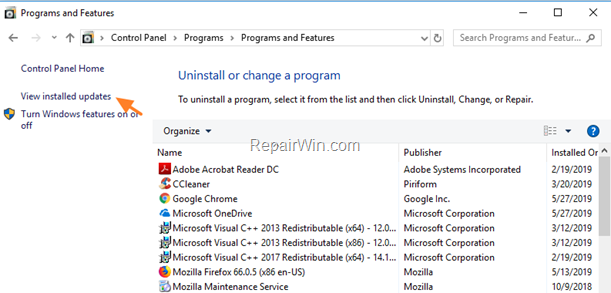 Programs and Features
Control Panel > Programs > Programs and Features
Search Programs and Featur...
Control Panel Home
View installed updates
Turn Windows features on or
off
Uninstall or change a program
To uninstall a program, select it from the list and then click Uninstall, Change, or Repair.
Organize
RepairWin.com
Name Publisher Installed On
Adobe Acrobat Reader DC Adobe Systems Incorporated 2/19/2019
CCleaner Piriform 3/20/2019
Google Chrome Google Inc. 5/27/2019
Microsoft OneDrive Microsoft Corporation 5/27/2019
Microsoft Visual C++ 2013 Redistributable (x64) - 12.0... Microsoft Corporation 3/12/2019
Microsoft Visual C++ 2013 Redistributable (x86) - 12.0... Microsoft Corporation 3/12/2019
Microsoft Visual C++ 2017 Redistributable (x64) - 14.1... Microsoft Corporation 2/19/2019
Mozilla Firefox 66.0.5 (x86 en-US) Mozilla 5/13/2019
Mozilla Maintenance Service Mozilla 10/9/2018